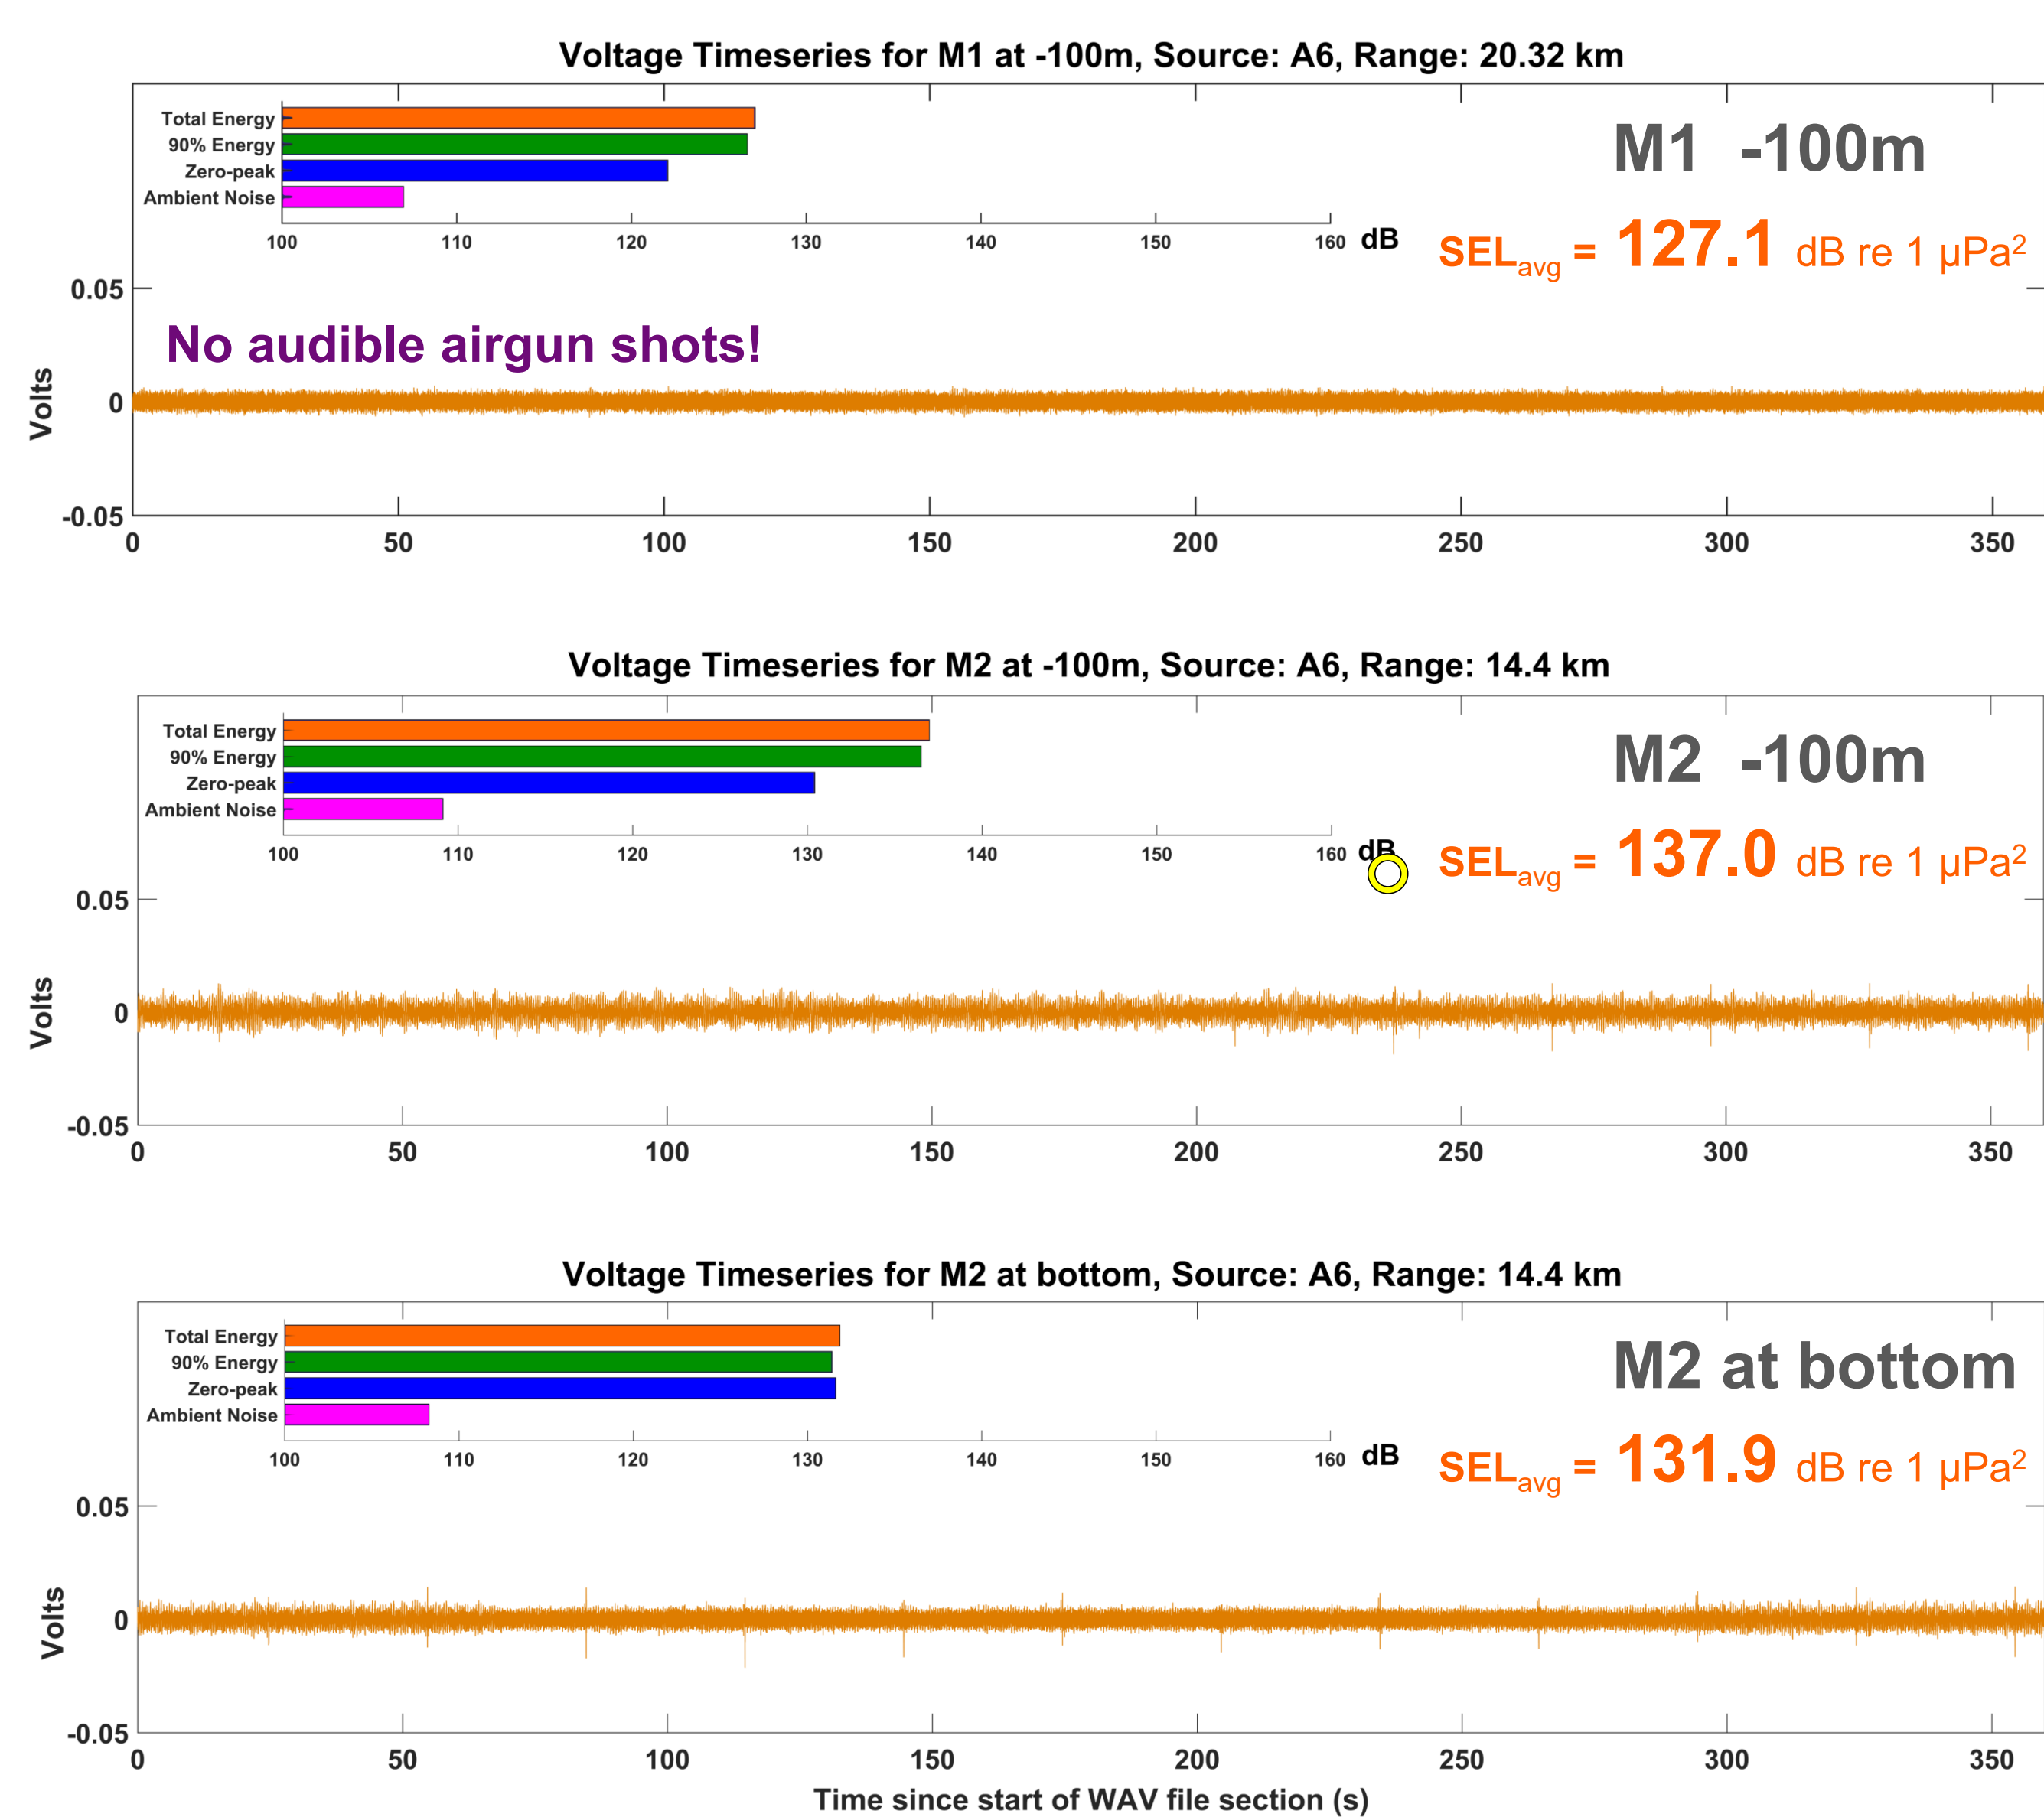 Voltage Timeseries for M1 at -100m, Source: A6, Range: 20.32 km
Total Energy
90% Energy
Zero-peak
Ambient Noise
100 110 120 130 140 150 160 dB
M1 -100m
SELavg = 127.1 dB re 1 µPa²
No audible airgun shots!
Volts
0.05
0
-0.05
0 50 100 150 200 250 300 350
Voltage Timeseries for M2 at -100m, Source: A6, Range: 14.4 km
Total Energy
90% Energy
Zero-peak
Ambient Noise
100 110 120 130 140 150 160 dB
M2 -100m
SELavg = 137.0 dB re 1 µPa²
Volts
0.05
0
-0.05
0 50 100 150 200 250 300 350
Voltage Timeseries for M2 at bottom, Source: A6, Range: 14.4 km
Total Energy
90% Energy
Zero-peak
Ambient Noise
100 110 120 130 140 150 160 dB
M2 at bottom
SELavg = 131.9 dB re 1 µPa²
Volts
0.05
0
-0.05
0 50 100 150 200 250 300 350
Time since start of WAV file section (s)